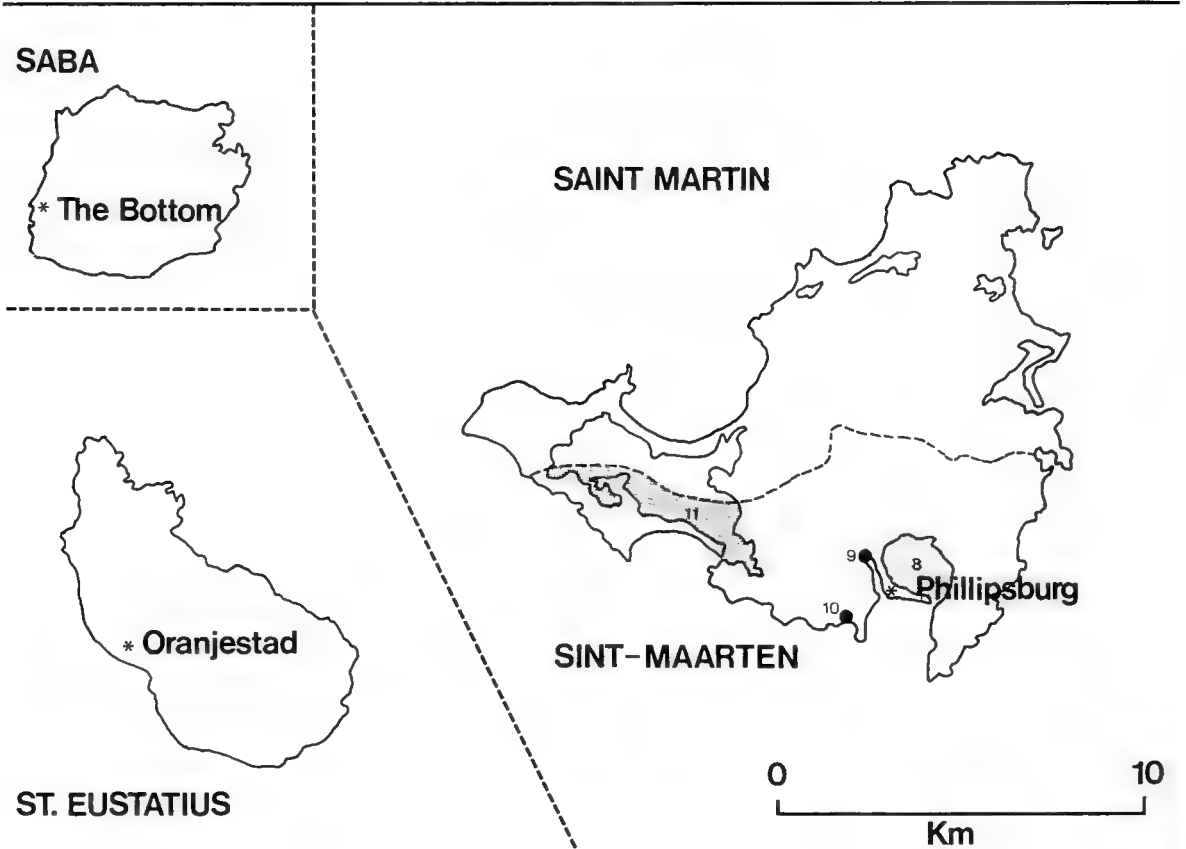 SABA
* The Bottom
SAINT MARTIN
11
9
8
* Phillipsburg
10
* Oranjestad
SINT-MAARTEN
ST. EUSTATIUS
0 10
Km